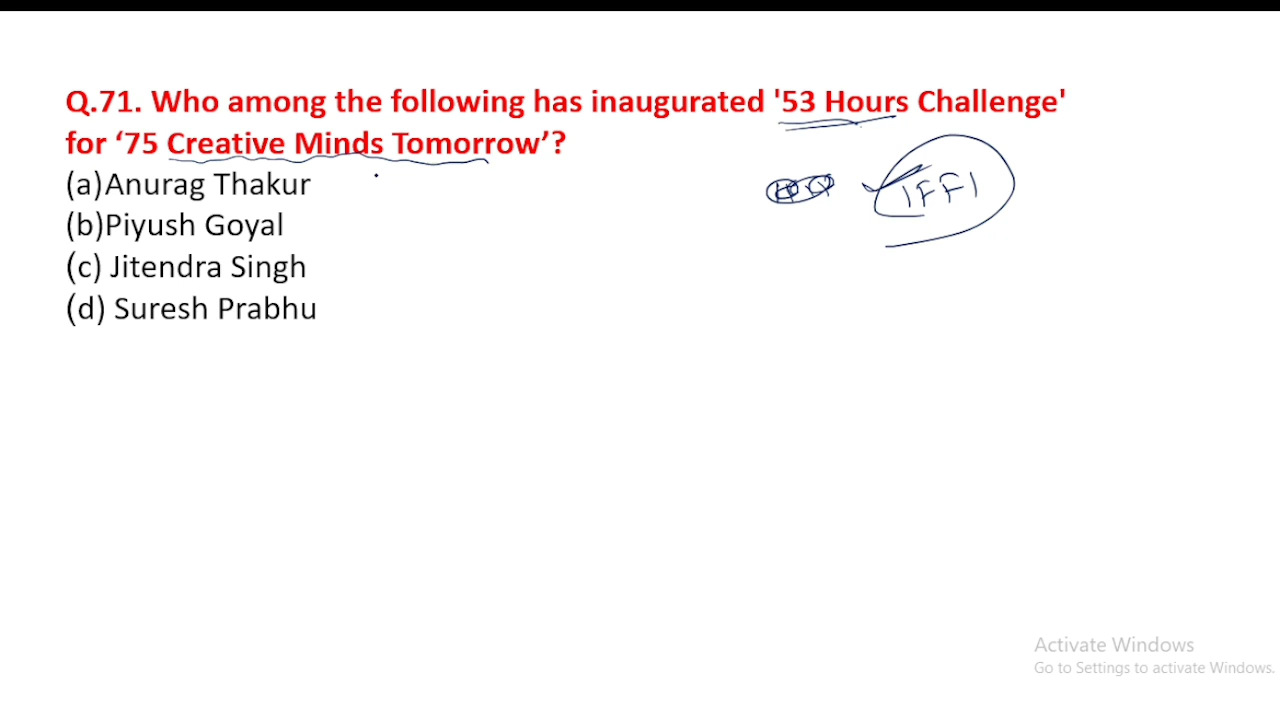 Q.71. Who among the following has inaugurated '53 Hours Challenge'
for ‘75 Creative Minds Tomorrow’?
(a)Anurag Thakur
(b)Piyush Goyal
(c) Jitendra Singh
(d) Suresh Prabhu
IFFI
Activate Windows
Go to Settings to activate Windows.